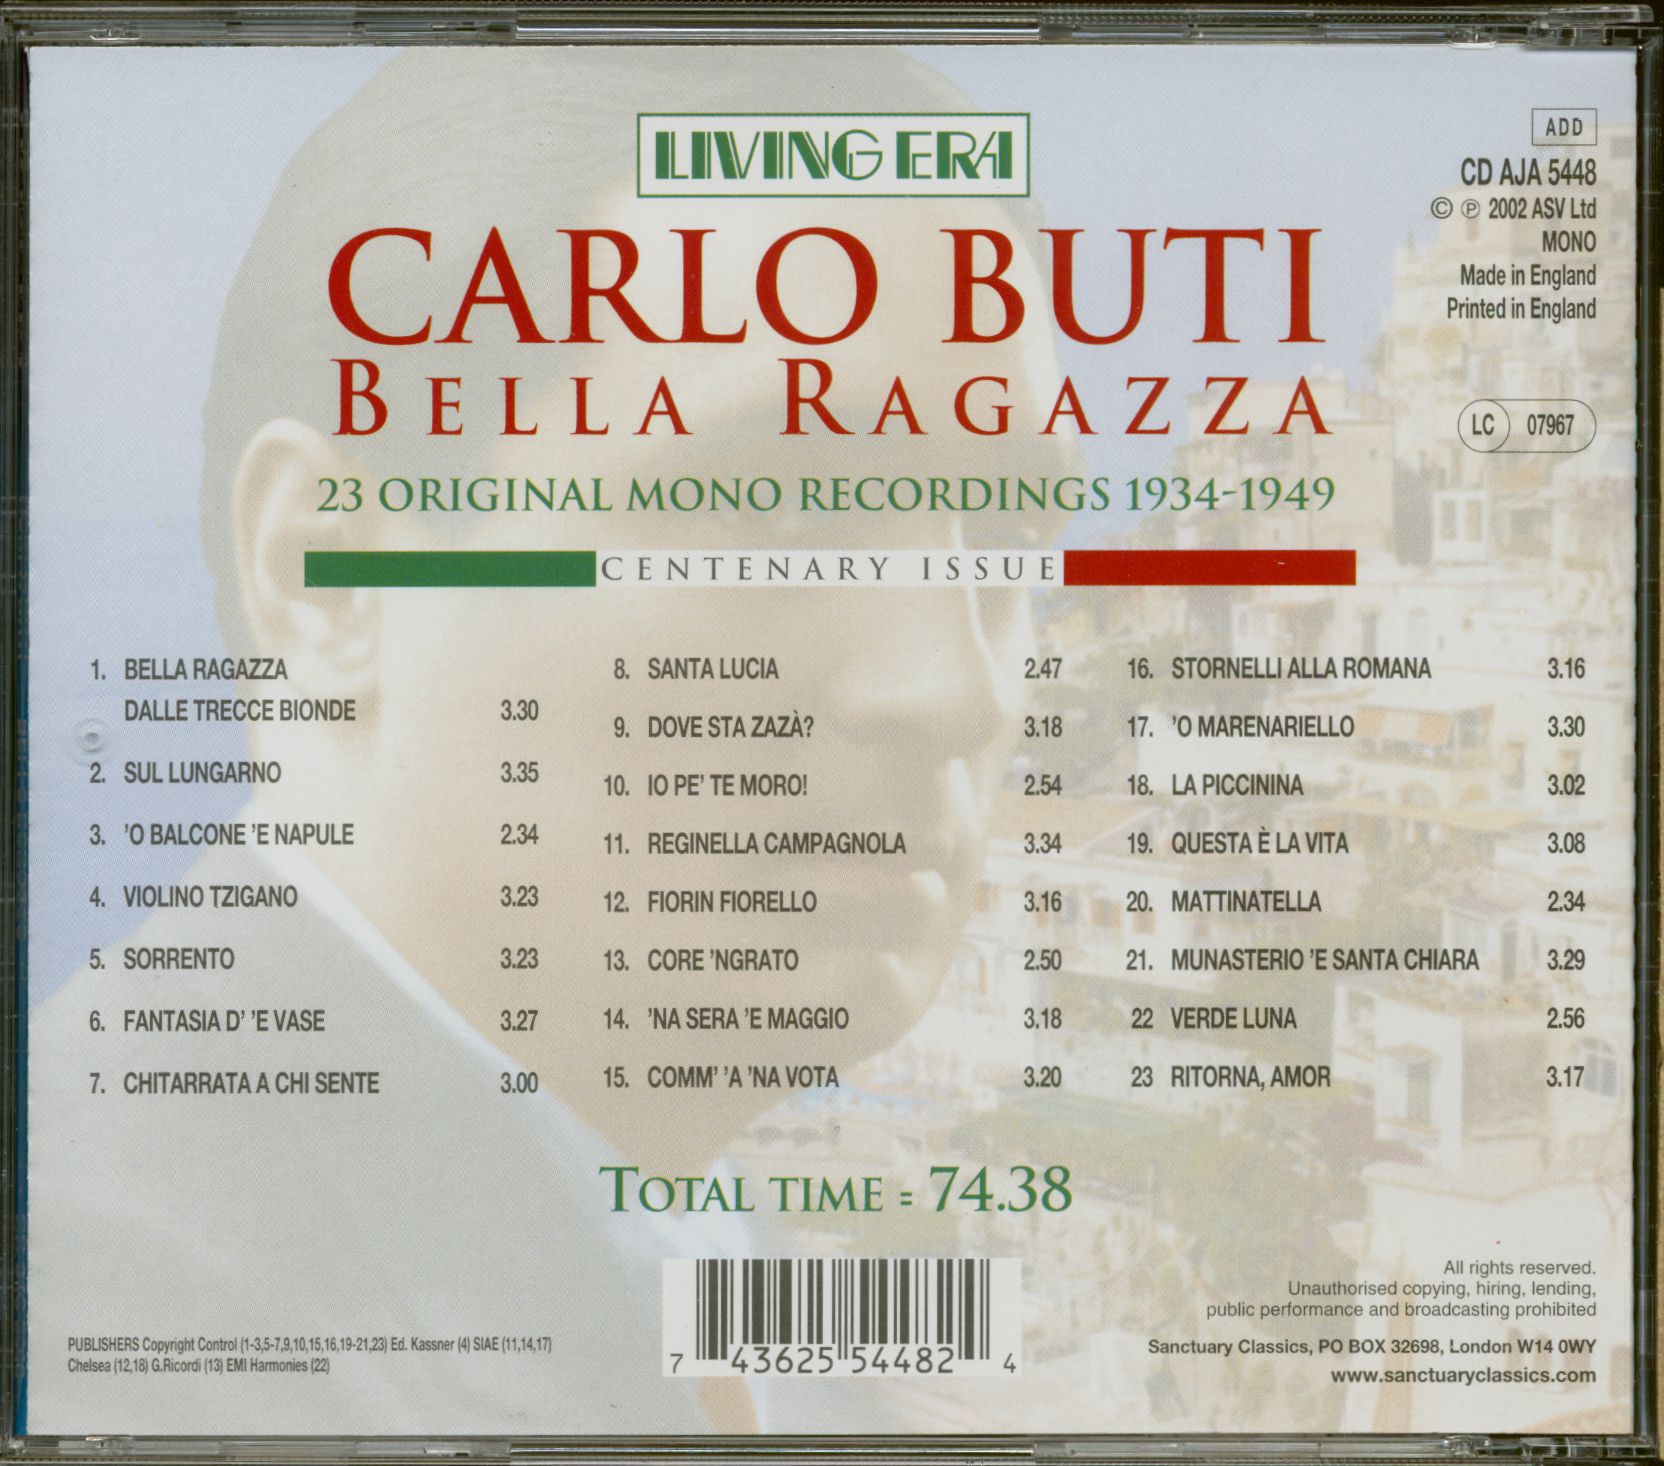 LIVING ERA
ADD
CD AJA 5448
© ℗ 2002 ASV Ltd
MONO
Made in England
Printed in England
CARLO BUTI
BELLA RAGAZZA
LC 07967
23 ORIGINAL MONO RECORDINGS 1934-1949
CENTENARY ISSUE
1. BELLA RAGAZZA
DALLE TRECCE BIONDE 3.30
2. SUL LUNGARNO 3.35
3. 'O BALCONE 'E NAPULE 2.34
4. VIOLINO TZIGANO 3.23
5. SORRENTO 3.23
6. FANTASIA D' 'E VASE 3.27
7. CHITARRATA A CHI SENTE 3.00
8. SANTA LUCIA 2.47
9. DOVE STA ZAZÀ? 3.18
10. IO PE' TE MORO! 2.54
11. REGINELLA CAMPAGNOLA 3.34
12. FIORIN FIORELLO 3.16
13. CORE 'NGRATO 2.50
14. 'NA SERA 'E MAGGIO 3.18
15. COMM' 'A 'NA VOTA 3.20
16. STORNELLI ALLA ROMANA 3.16
17. 'O MARENARIELLO 3.30
18. LA PICCININA 3.02
19. QUESTA È LA VITA 3.08
20. MATTINATELLA 2.34
21. MUNASTERIO 'E SANTA CHIARA 3.29
22 VERDE LUNA 2.56
23 RITORNA, AMOR 3.17
TOTAL TIME = 74.38
PUBLISHERS Copyright Control (1-3,5-7,9,10,15,16,19-21,23) Ed. Kassner (4) SIAE (11,14,17)
Chelsea (12,18) G.Ricordi (13) EMI Harmonies (22)
7 43625 54482 4
All rights reserved.
Unauthorised copying, hiring, lending,
public performance and broadcasting prohibited
Sanctuary Classics, PO BOX 32698, London W14 0WY
www.sanctuaryclassics.com